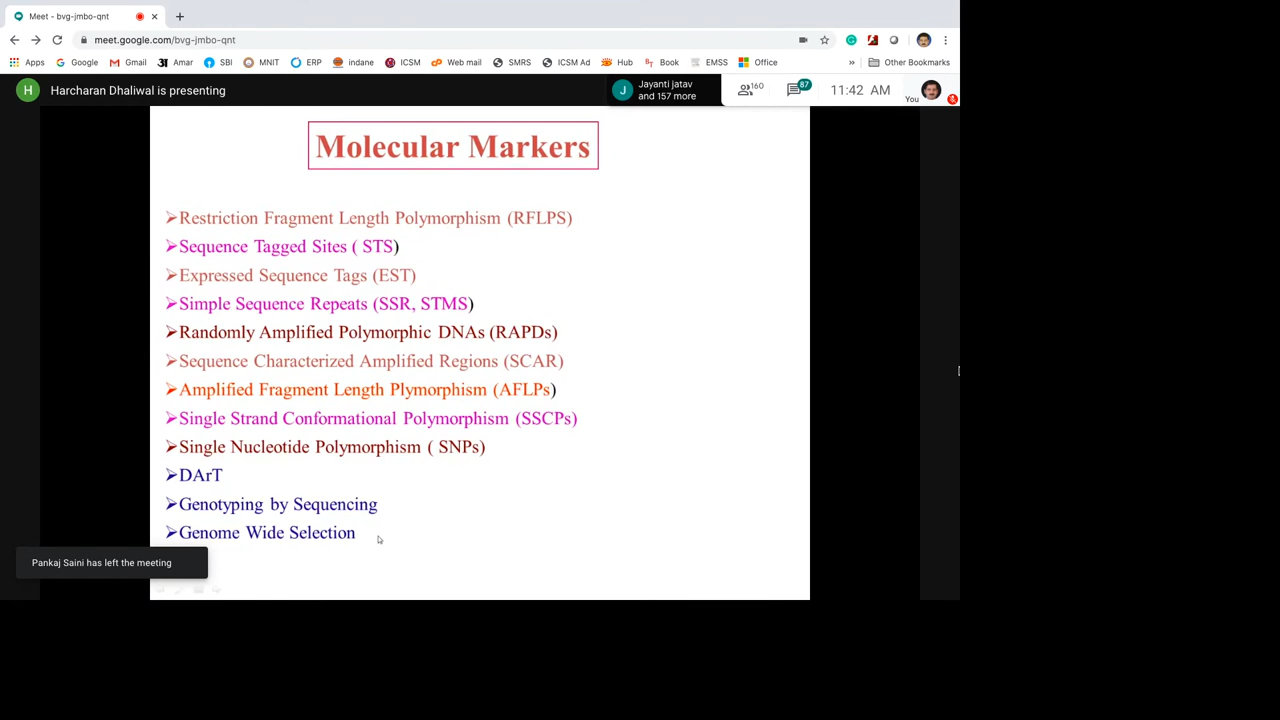 Meet - bvg-jmbo-qnt
meet.google.com/bvg-jmbo-qnt
Apps Google Gmail Amar SBI MNIT ERP indane ICSM Web mail SMRS ICSM Ad Hub Book EMSS Office » Other Bookmarks
H Harcharan Dhaliwal is presenting
J Jayanti jatav
and 157 more
160
87
11:42 AM
You
Molecular Markers
➢Restriction Fragment Length Polymorphism (RFLPS)
➢Sequence Tagged Sites ( STS)
➢Expressed Sequence Tags (EST)
➢Simple Sequence Repeats (SSR, STMS)
➢Randomly Amplified Polymorphic DNAs (RAPDs)
➢Sequence Characterized Amplified Regions (SCAR)
➢Amplified Fragment Length Plymorphism (AFLPs)
➢Single Strand Conformational Polymorphism (SSCPs)
➢Single Nucleotide Polymorphism ( SNPs)
➢DArT
➢Genotyping by Sequencing
➢Genome Wide Selection
Pankaj Saini has left the meeting